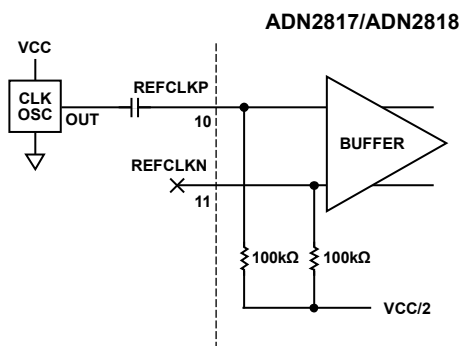 ADN2817/ADN2818
VCC
CLK
OSC
OUT
REFCLKP
10
BUFFER
REFCLKN
11
100kΩ
100kΩ
VCC/2